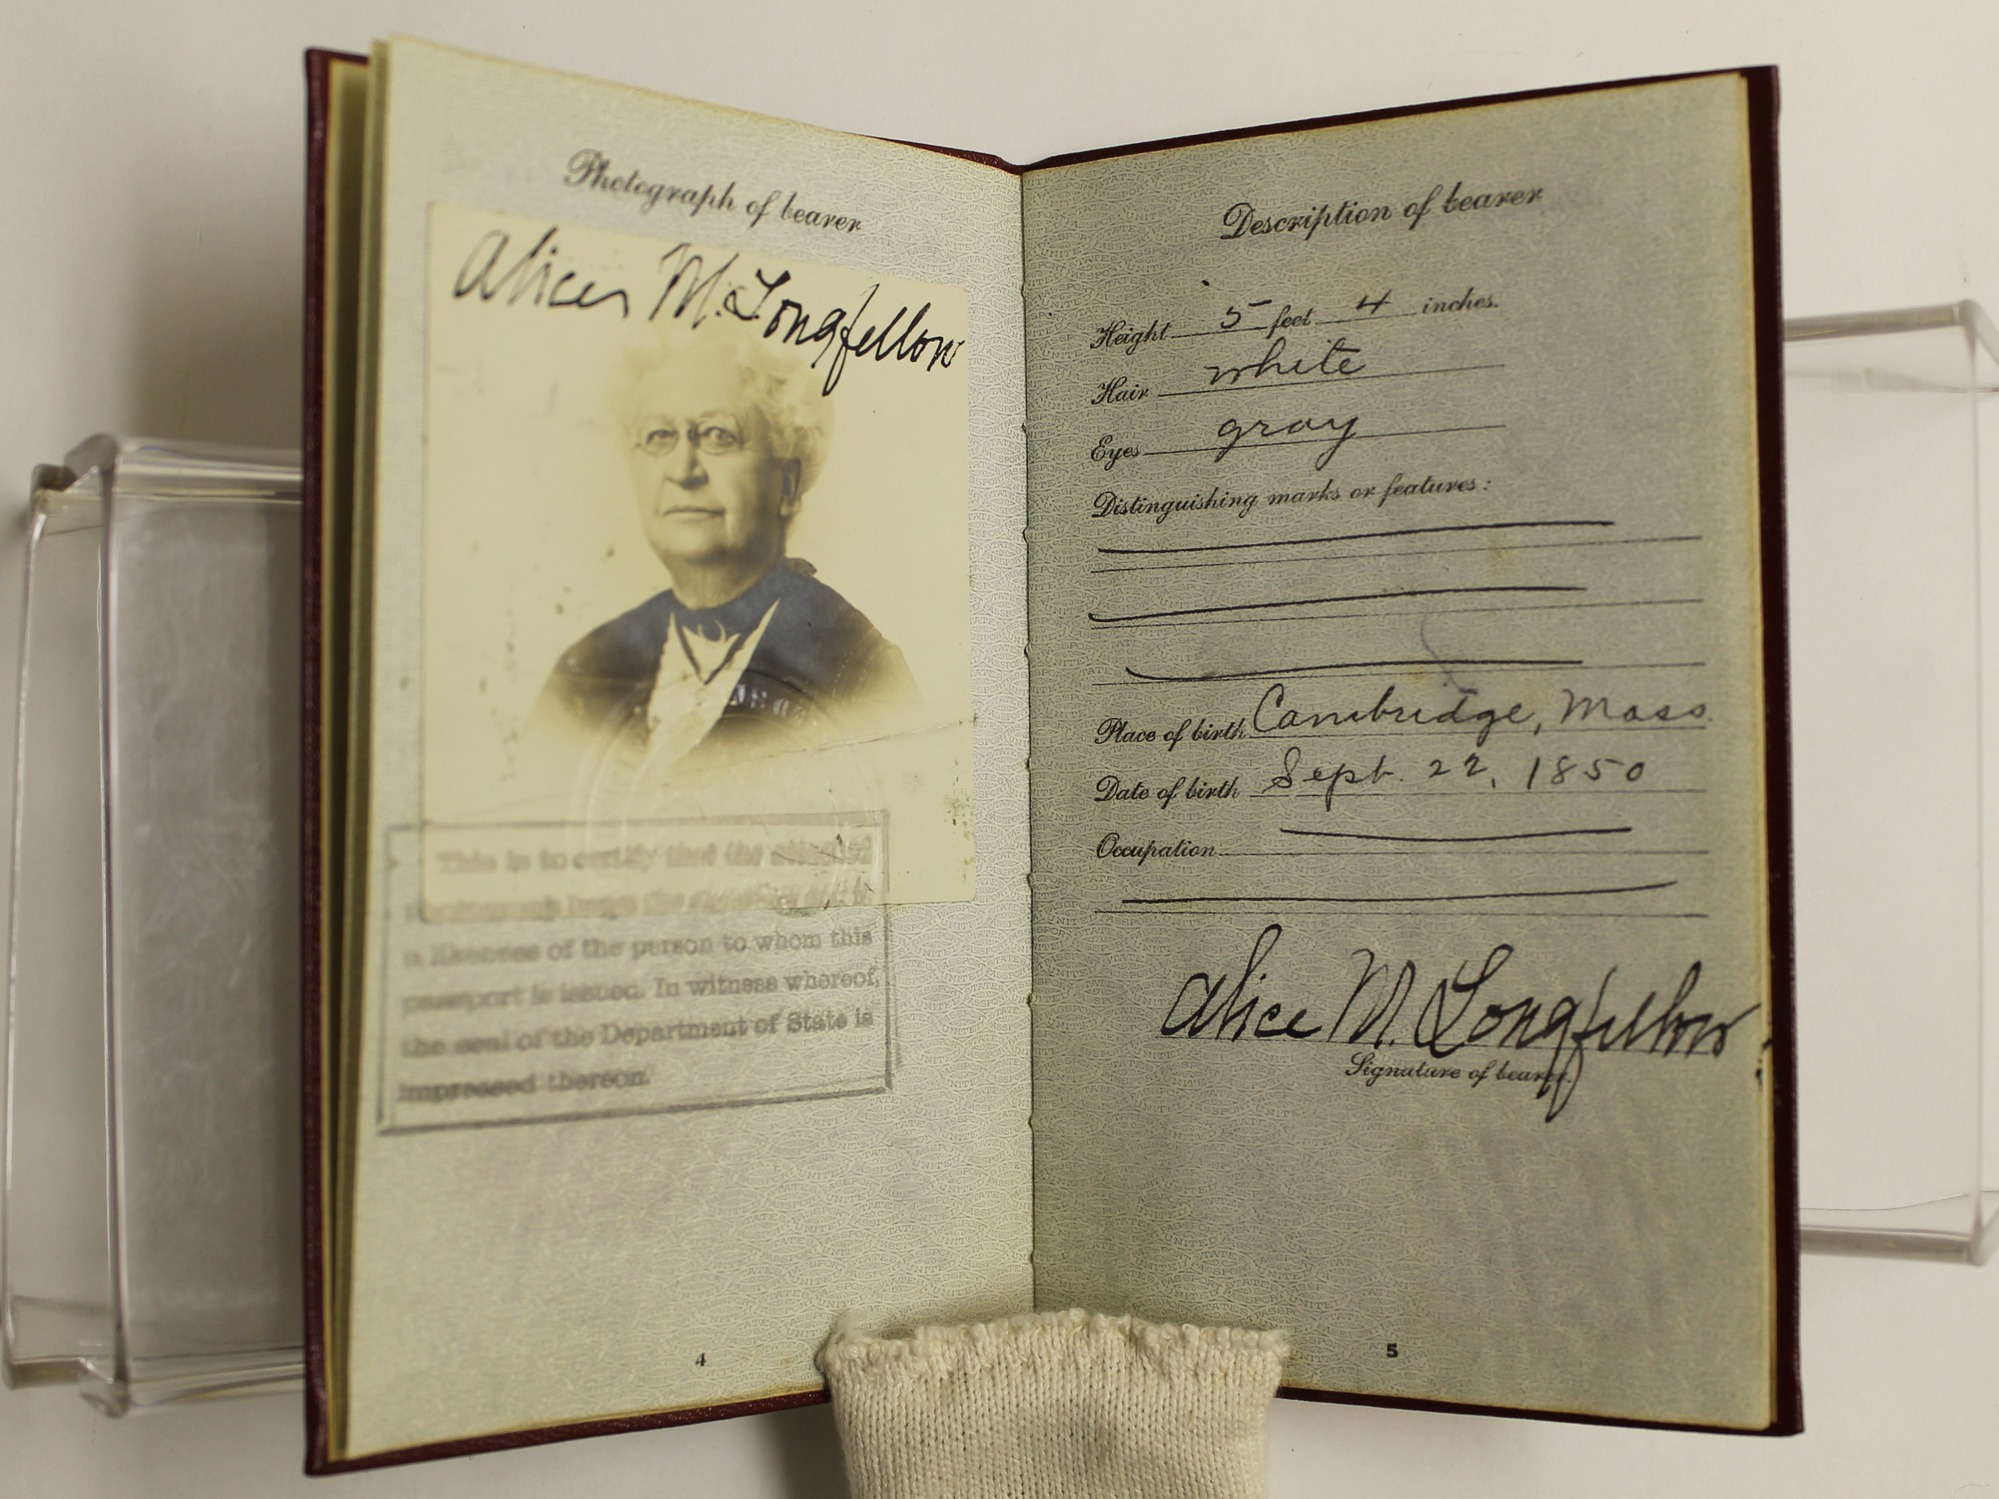 Photograph of bearer
Alice M. Longfellow
This is to certify that the attached
photograph bears the
a likeness of the person to whom this
passport is issued. In witness whereof,
the seal of the Department of State is
impressed thereon.
4
Description of bearer
Height 5 feet 4 inches.
Hair white
Eyes gray
Distinguishing marks or features:
Place of birth Cambridge, Mass.
Date of birth Sept. 22, 1850
Occupation
Alice M. Longfellow
Signature of bearer.
5